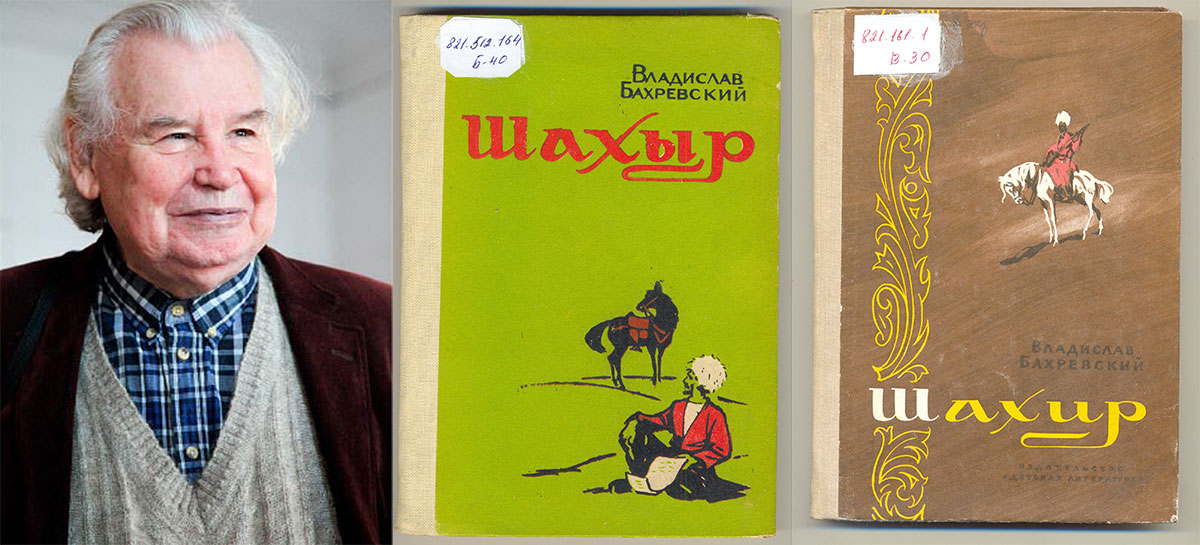 821.512.164
Б-40
ВЛАДИСЛАВ
БАХРЕВСКИЙ
Шахыр
821.161.1
В.30
ВЛАДИСЛАВ
БАХРЕВСКИЙ
Шахир
ИЗДАТЕЛЬСТВО
«ДЕТСКАЯ ЛИТЕРАТУРА»